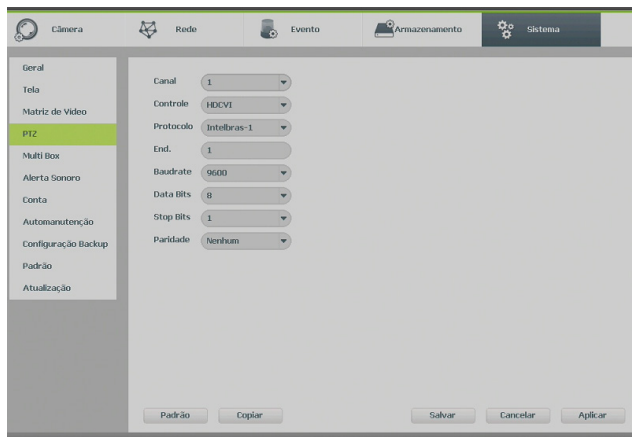 Câmera Rede Evento Armazenamento Sistema
Geral
Tela
Matriz de Vídeo
PTZ
Multi Box
Alerta Sonoro
Conta
Automanutenção
Configuração Backup
Padrão
Atualização
Canal 1
Controle HDCVI
Protocolo Intelbras-1
End. 1
Baudrate 9600
Data Bits 8
Stop Bits 1
Paridade Nenhum
Padrão Copiar Salvar Cancelar Aplicar